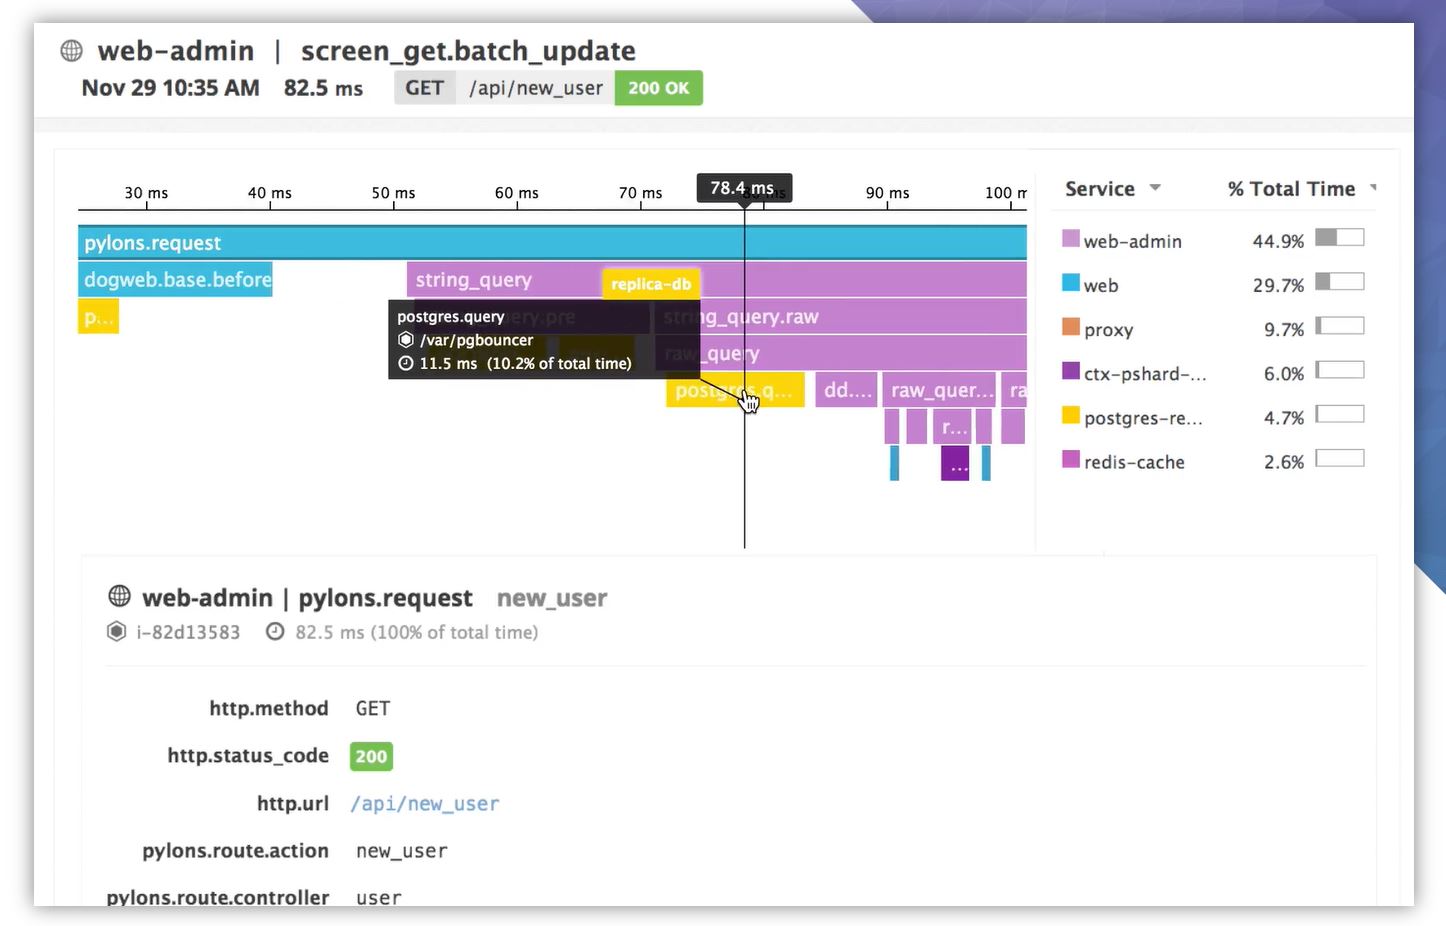 web-admin | screen_get.batch_update
Nov 29 10:35 AM 82.5 ms GET /api/new_user 200 OK
30 ms 40 ms 50 ms 60 ms 70 ms 78.4 ms 90 ms 100 m
Service % Total Time
pylons.request
dogweb.base.before string_query replica-db
p... string_query.raw
postgres.query
/var/pgbouncer
11.5 ms (10.2% of total time)
raw_query
postgres.q... dd.... raw_quer... ra
r...
...
web-admin 44.9%
web 29.7%
proxy 9.7%
ctx-pshard-... 6.0%
postgres-re... 4.7%
redis-cache 2.6%
web-admin | pylons.request new_user
i-82d13583 82.5 ms (100% of total time)
http.method GET
http.status_code 200
http.url /api/new_user
pylons.route.action new_user
pylons.route.controller user